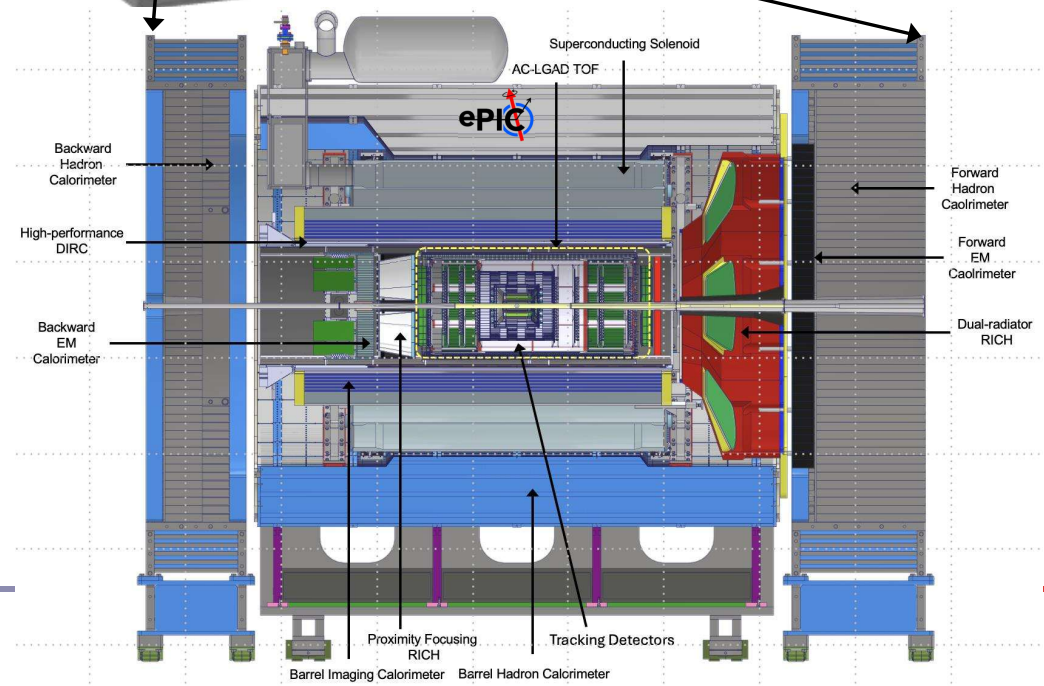 Superconducting Solenoid
AC-LGAD TOF
ePIC
Backward
Hadron
Calorimeter
Forward
Hadron
Caolrimeter
High-performance
DIRC
Forward
EM
Caolrimeter
Backward
EM
Calorimeter
Dual-radiator
RICH
Proximity Focusing
RICH
Tracking Detectors
Barrel Imaging Calorimeter
Barrel Hadron Calorimeter